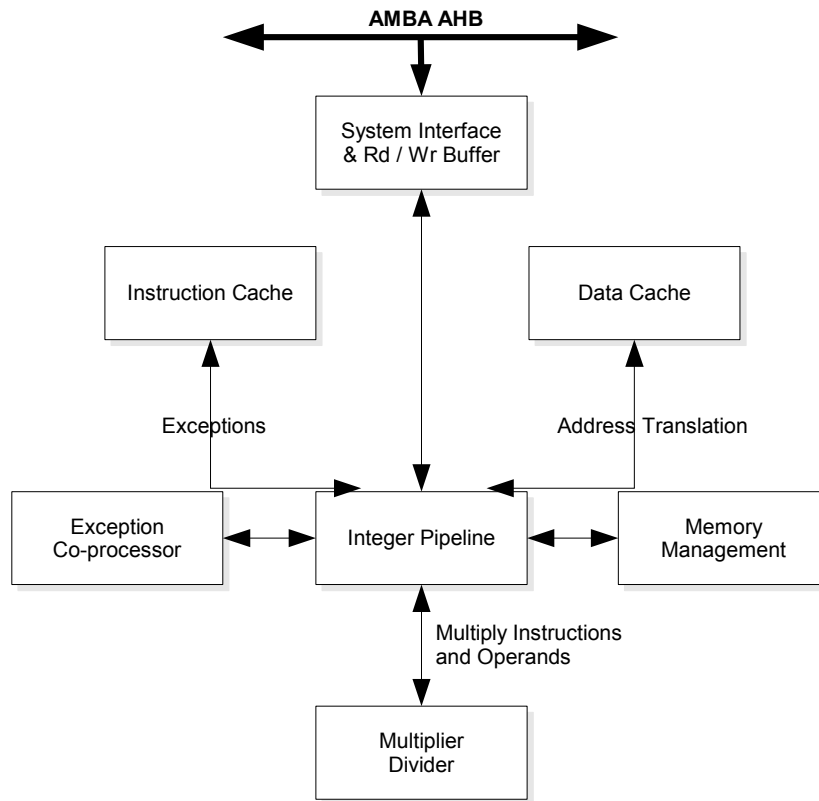 AMBA AHB
System Interface
& Rd / Wr Buffer
Instruction Cache
Data Cache
Exceptions
Address Translation
Exception
Co-processor
Integer Pipeline
Memory
Management
Multiply Instructions
and Operands
Multiplier
Divider